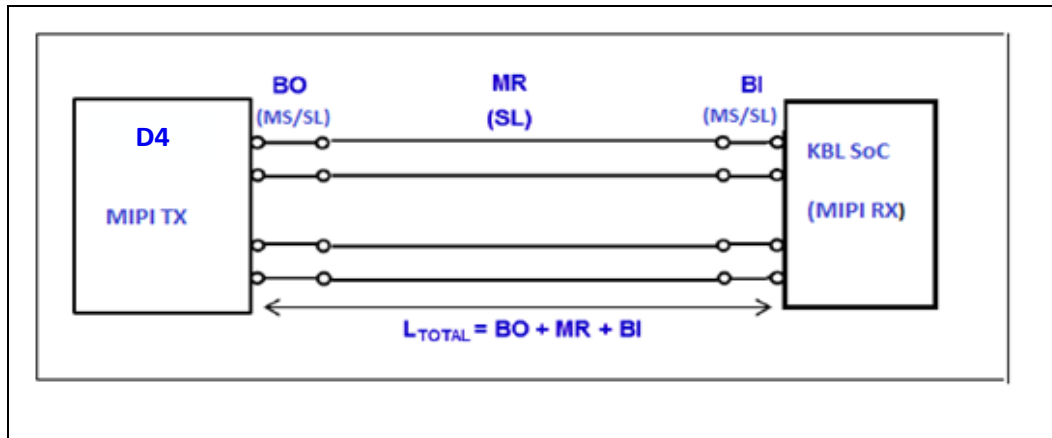 BO
(MS/SL)
MR
(SL)
BI
(MS/SL)
D4
MIPI TX
KBL SoC
(MIPI RX)
LTOTAL = BO + MR + BI